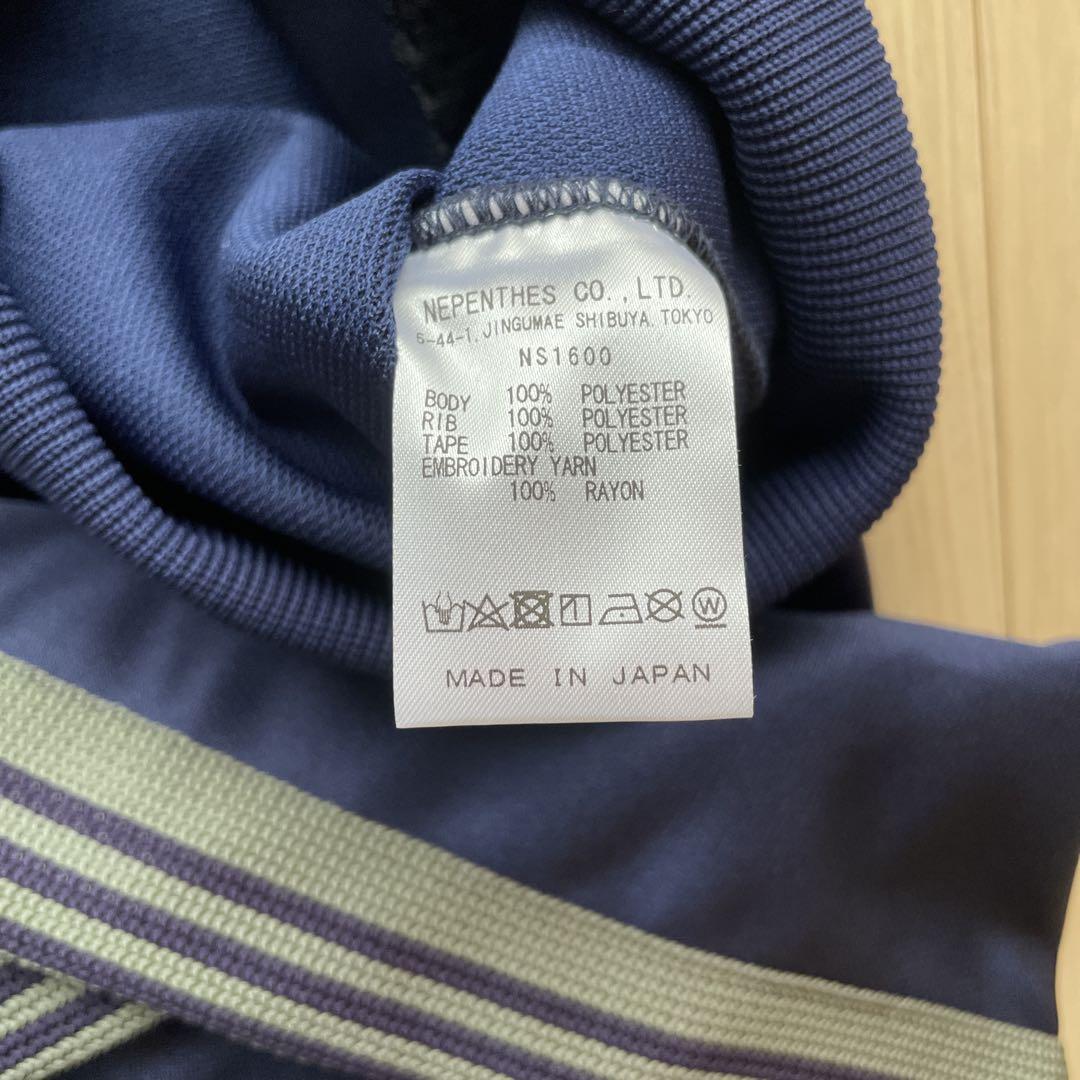 NEPENTHES CO.,LTD.
6-44-1,JINGUMAE SHIBUYA,TOKYO
NS1600
BODY 100% POLYESTER
RIB 100% POLYESTER
TAPE 100% POLYESTER
EMBROIDERY YARN
100% RAYON
W
MADE IN JAPAN